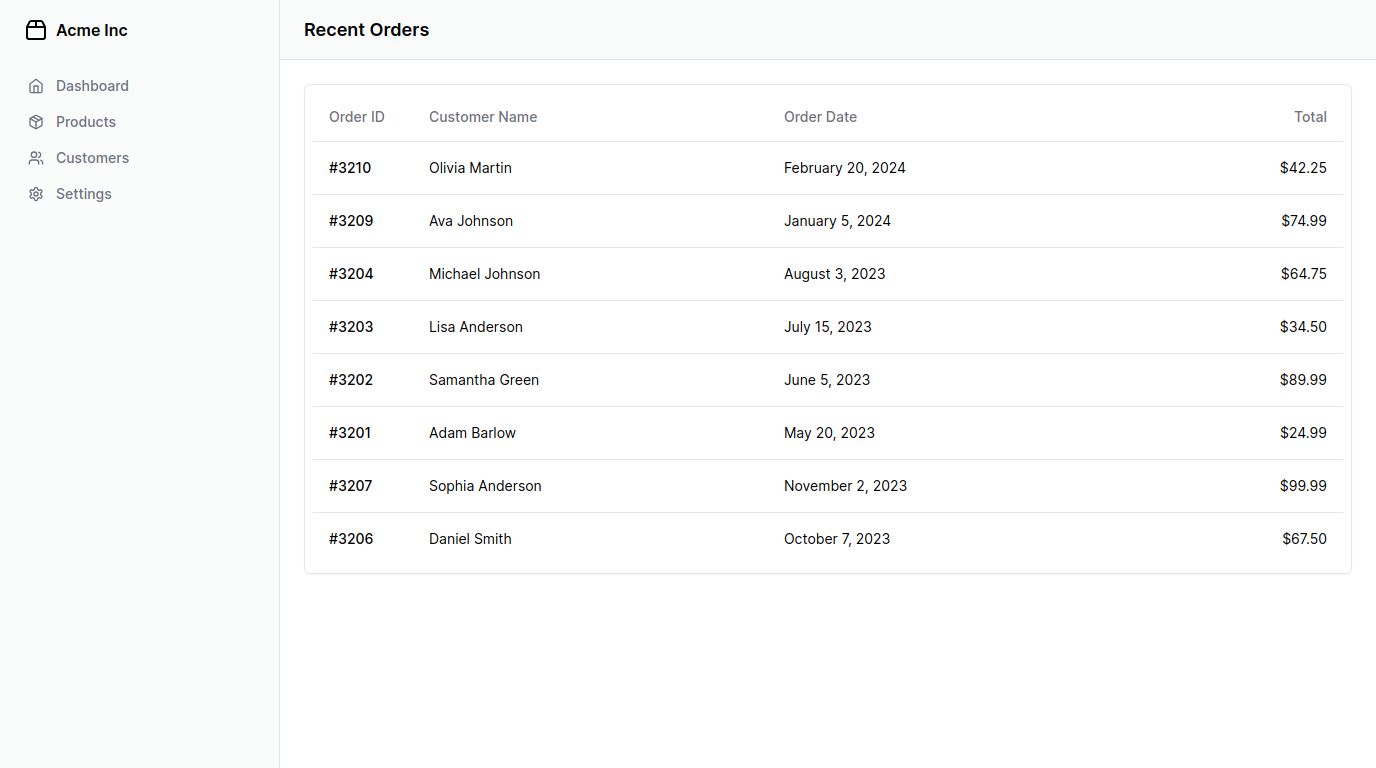 Acme Inc
Dashboard
Products
Customers
Settings
Recent Orders
Order ID Customer Name Order Date Total
#3210 Olivia Martin February 20, 2024 $42.25
#3209 Ava Johnson January 5, 2024 $74.99
#3204 Michael Johnson August 3, 2023 $64.75
#3203 Lisa Anderson July 15, 2023 $34.50
#3202 Samantha Green June 5, 2023 $89.99
#3201 Adam Barlow May 20, 2023 $24.99
#3207 Sophia Anderson November 2, 2023 $99.99
#3206 Daniel Smith October 7, 2023 $67.50